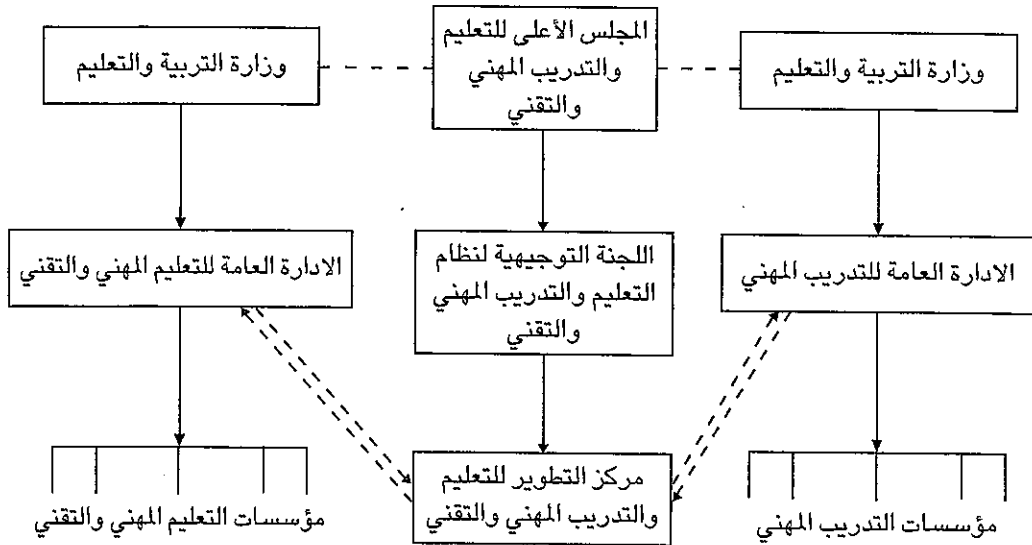 المجلس الأعلى للتعليم
والتدريب المهني
والتقني
وزارة التربية والتعليم
وزارة التربية والتعليم
الادارة العامة للتدريب المهني
اللجنة التوجيهية لنظام
التعليم والتدريب المهني
والتقني
الادارة العامة للتعليم المهني والتقني
مركز التطوير للتعليم
والتدريب المهني والتقني
مؤسسات التدريب المهني
مؤسسات التعليم المهني والتقني